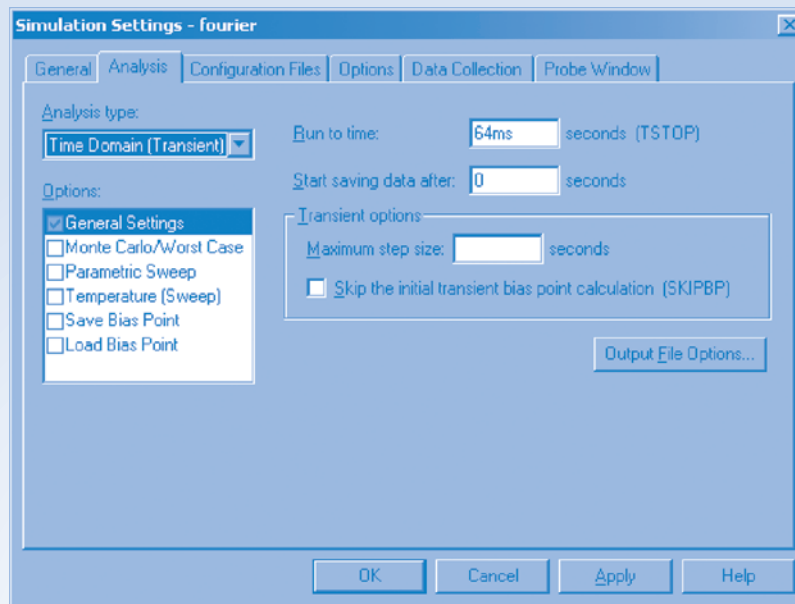 Simulation Settings - fourier
General Analysis Configuration Files Options Data Collection Probe Window
Analysis type:
Time Domain (Transient)
Options:
General Settings
Monte Carlo/Worst Case
Parametric Sweep
Temperature (Sweep)
Save Bias Point
Load Bias Point
Run to time: 64ms seconds (TSTOP)
Start saving data after: 0 seconds
Transient options
Maximum step size: seconds
Skip the initial transient bias point calculation (SKIPBP)
Output File Options...
OK Cancel Apply Help